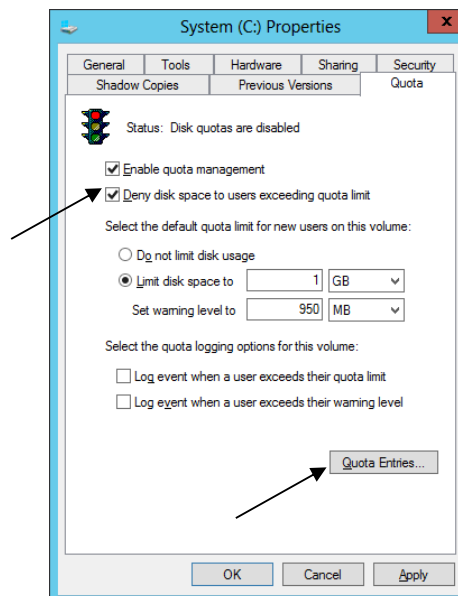 System (C:) Properties
x
General Tools Hardware Sharing Security
Shadow Copies Previous Versions Quota
Status: Disk quotas are disabled
Enable quota management
Deny disk space to users exceeding quota limit
Select the default quota limit for new users on this volume:
Do not limit disk usage
Limit disk space to 1 GB
Set warning level to 950 MB
Select the quota logging options for this volume:
Log event when a user exceeds their quota limit
Log event when a user exceeds their warning level
Quota Entries...
OK Cancel Apply